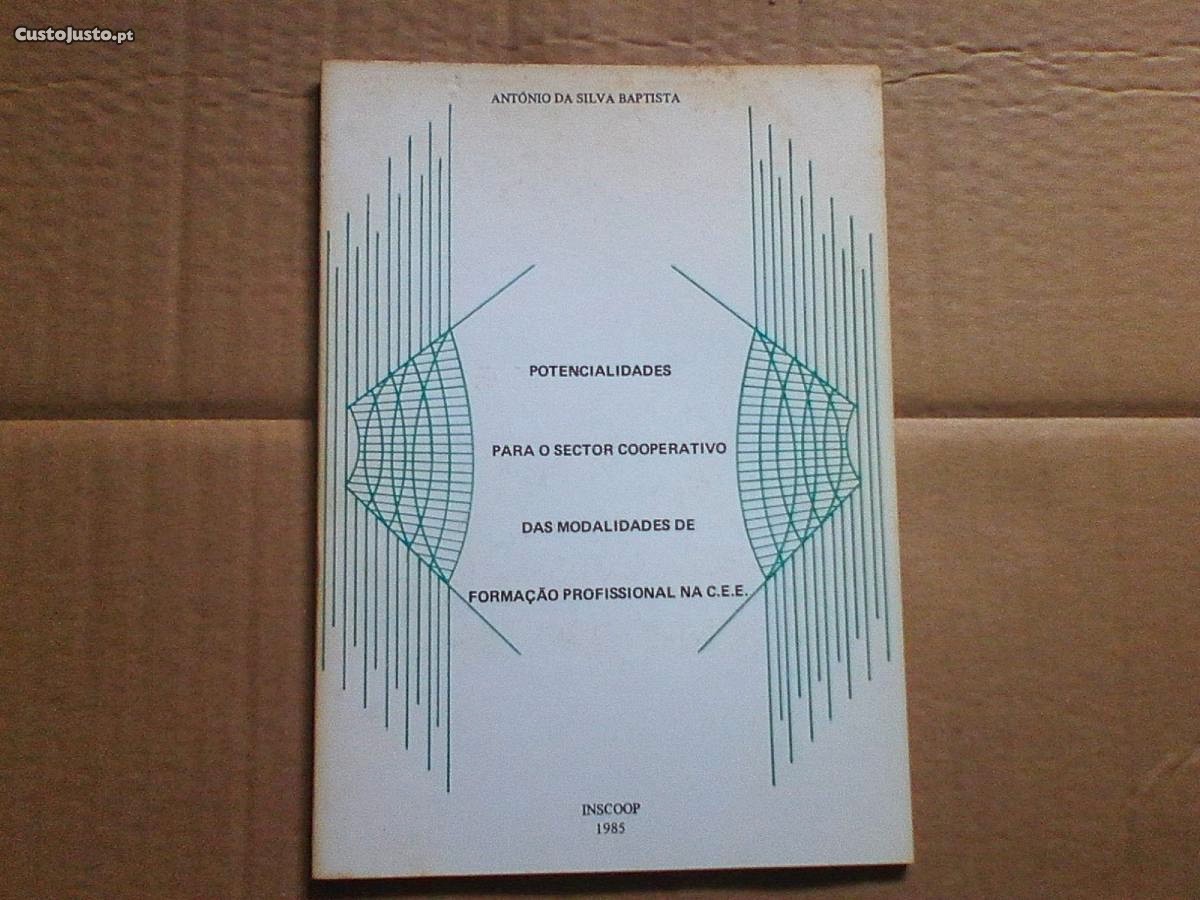 CustoJusto.pt
ANTÓNIO DA SILVA BAPTISTA
POTENCIALIDADES
PARA O SECTOR COOPERATIVO
DAS MODALIDADES DE
FORMAÇÃO PROFISSIONAL NA C.E.E.
INSCOOP
1985